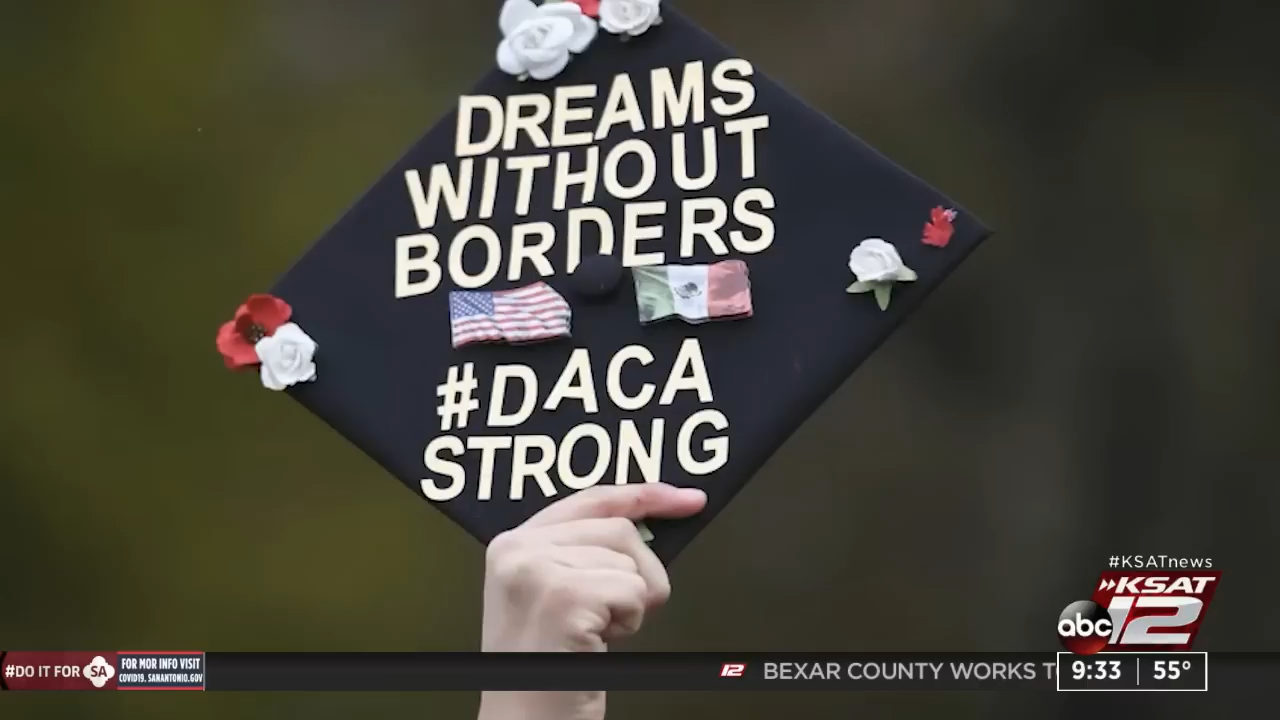 DREAMS
WITHOUT
BORDERS
#DACA
STRONG
#KSATnews
KSAT
abc 12
#DO IT FOR SA
FOR MOR INFO VISIT
COVID19. SANANTONIO.GOV
12 BEXAR COUNTY WORKS
9:33 55°